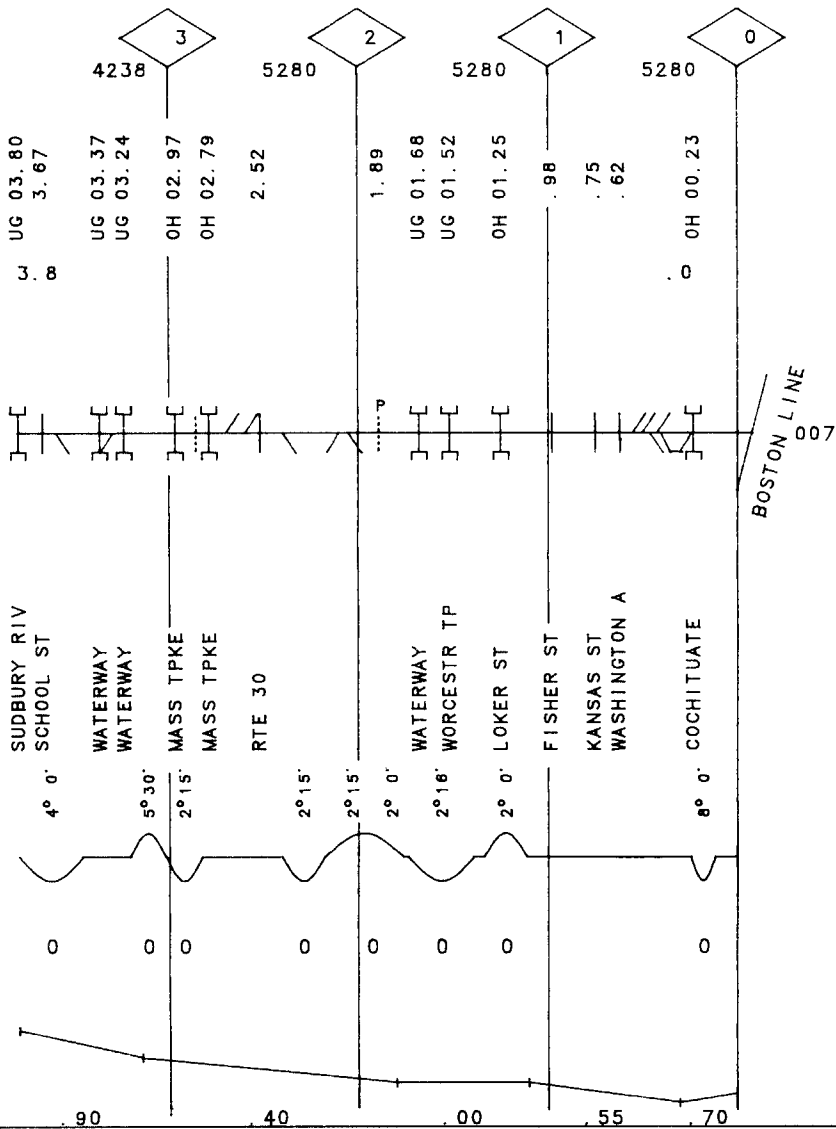 3 2 1 0
4238 5280 5280 5280
UG 03.80
3.67
UG 03.37
UG 03.24
OH 02.97
OH 02.79
2.52
1.89
UG 01.68
UG 01.52
OH 01.25
.98
.75
.62
OH 00.23
3.8 .0
P
BOSTON LINE
007
SUDBURY RIV
SCHOOL ST
WATERWAY
WATERWAY
MASS TPKE
MASS TPKE
RTE 30
WATERWAY
WORCESTR TP
LOKER ST
FISHER ST
KANSAS ST
WASHINGTON A
COCHITUATE
4° 0'
5° 30'
2° 15'
2° 15'
2° 15'
2° 0'
2° 16'
2° 0'
8° 0'
0 0 0 0 0 0 0 0
.90 .40 .00 .55 .70